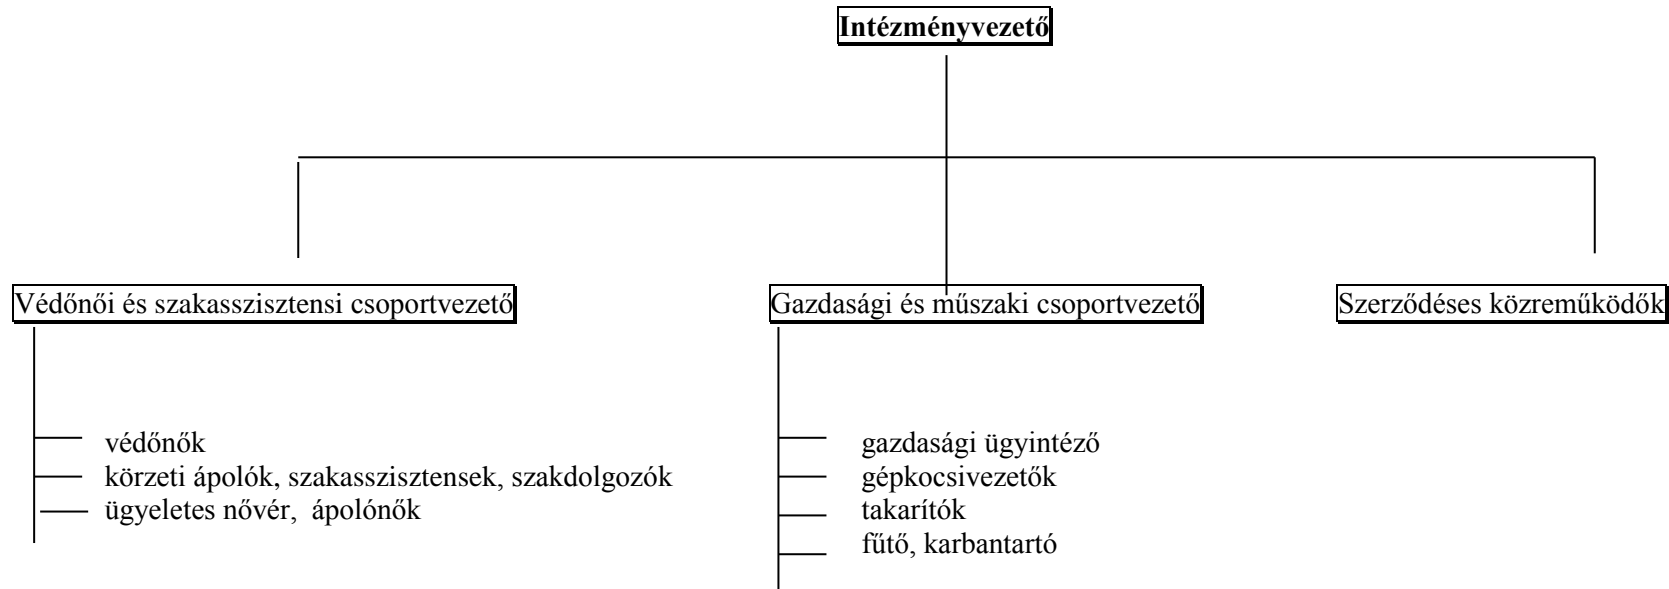 Intézményvezető
Védőnői és szakasszisztensi csoportvezető
Gazdasági és műszaki csoportvezető
Szerződéses közreműködők
védőnők
körzeti ápolók, szakasszisztensek, szakdolgozók
ügyeletes nővér, ápolónők
gazdasági ügyintéző
gépkocsivezetők
takarítók
fűtő, karbantartó